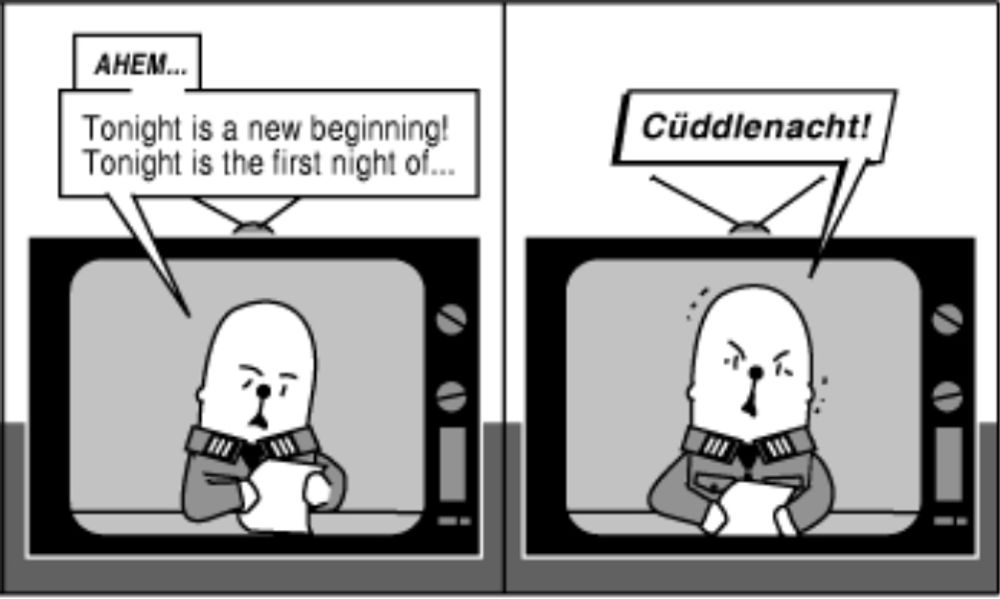 AHEM...
Tonight is a new beginning!
Tonight is the first night of...
Cüddlenacht!